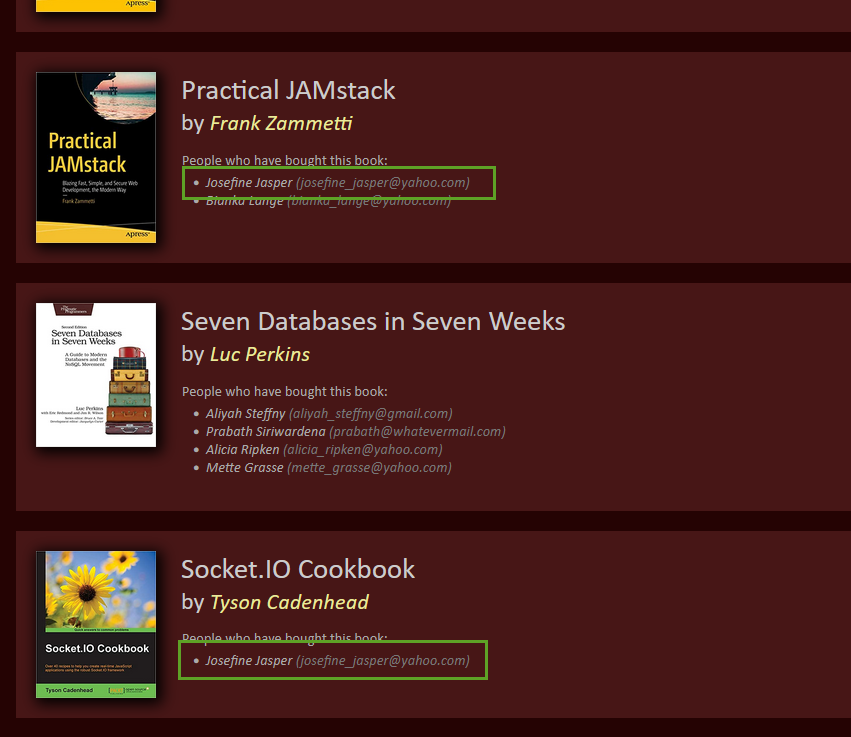 Apress®
Practical JAMstack
by Frank Zammetti
People who have bought this book:
Josefine Jasper (josefine_jasper@yahoo.com)
Bianka Lange (bianka_lange@yahoo.com)
Practical
JAMstack
Blazing Fast, Simple, and Secure Web
Development, the Modern Way
Frank Zammetti
Apress®
Seven Databases in Seven Weeks
by Luc Perkins
People who have bought this book:
Aliyah Steffny (aliyah_steffny@gmail.com)
Prabath Siriwardena (prabath@whatevermail.com)
Alicia Ripken (alicia_ripken@yahoo.com)
Mette Grasse (mette_grasse@yahoo.com)
Second Edition
Seven Databases
in Seven Weeks
A Guide to Modern
Databases and the
NoSQL Movement
Luc Perkins
with Eric Redmond and Jim R. Wilson
Socket.IO Cookbook
by Tyson Cadenhead
People who have bought this book:
Josefine Jasper (josefine_jasper@yahoo.com)
Quick answers to common problems
Socket.IO Cookbook
Over 40 recipes to help you create real-time JavaScript
applications using the robust Socket.IO framework
Tyson Cadenhead